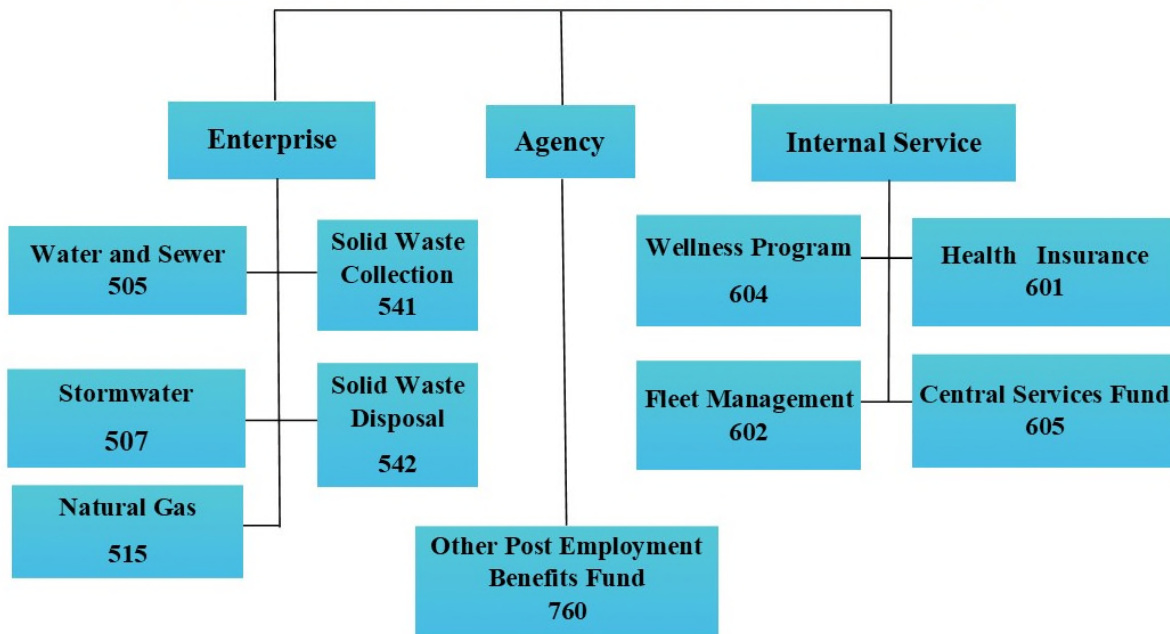 Enterprise
Agency
Internal Service
Water and Sewer
505
Solid Waste
Collection
541
Wellness Program
604
Health Insurance
601
Stormwater
507
Solid Waste
Disposal
542
Fleet Management
602
Central Services Fund
605
Natural Gas
515
Other Post Employment
Benefits Fund
760